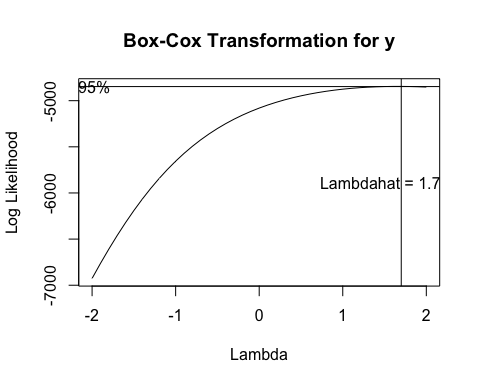 Box-Cox Transformation for y
95%
-5000
-6000
-7000
Log Likelihood
Lambdahat = 1.7
-2 -1 0 1 2
Lambda